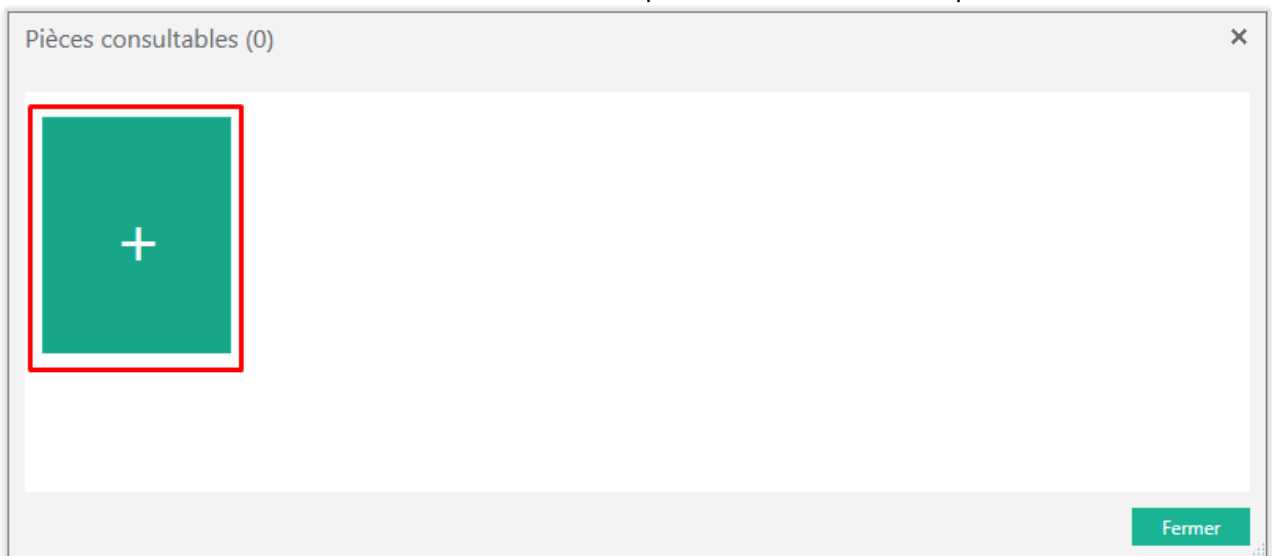 Pièces consultables (0)
+
Fermer